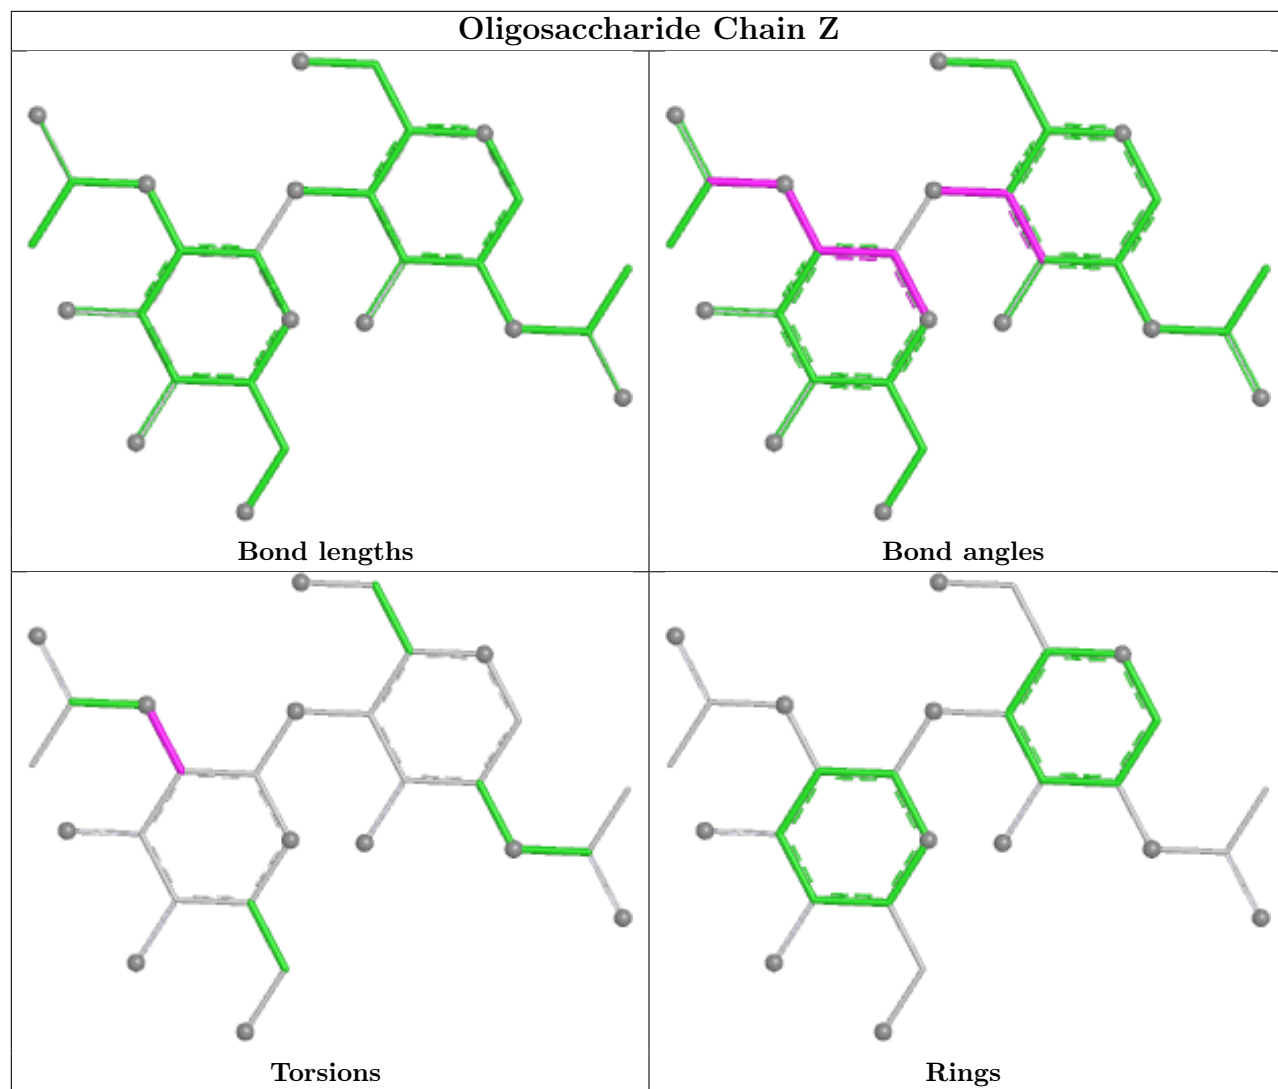 Oligosaccharide Chain Z
Bond lengths
Bond angles
Torsions
Rings